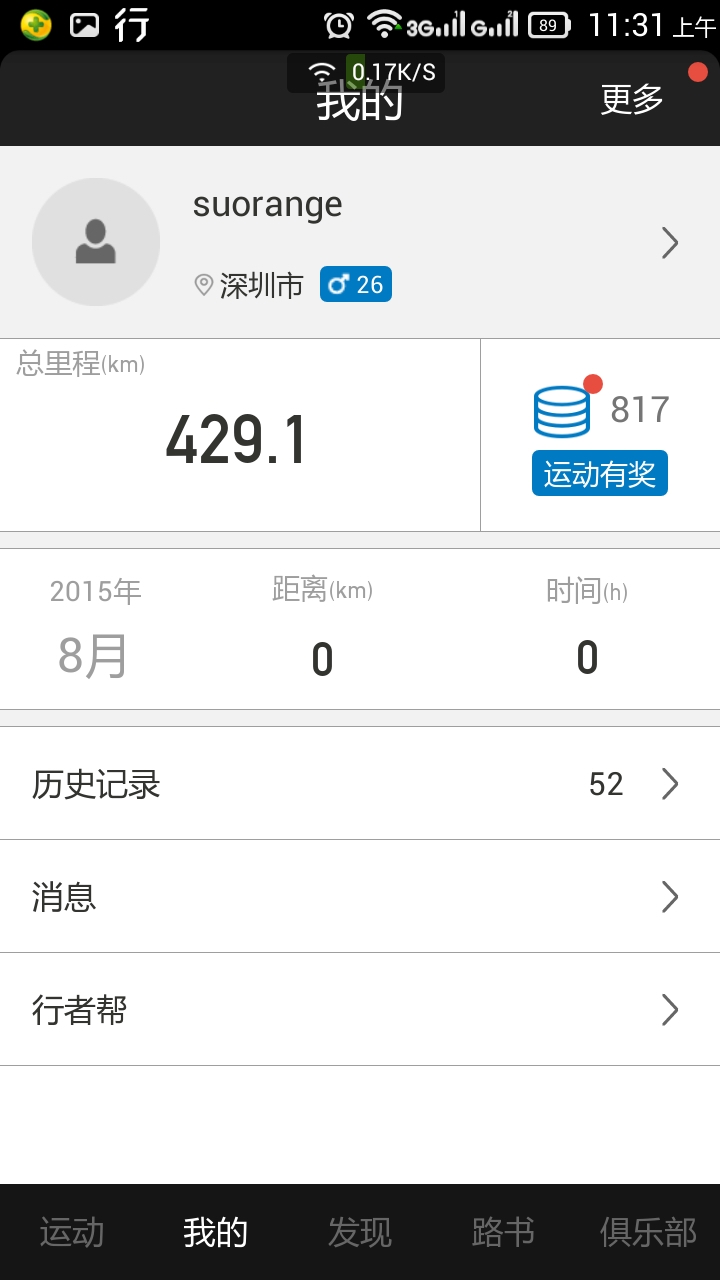 行 3G 1 G 2 89 11:31 上午
0.17K/S
我的 更多
suorange
深圳市 26
总里程(km)
429.1
817
运动有奖
2015年 距离(km) 时间(h)
8月 0 0
历史记录 52
消息
行者帮
运动 我的 发现 路书 俱乐部